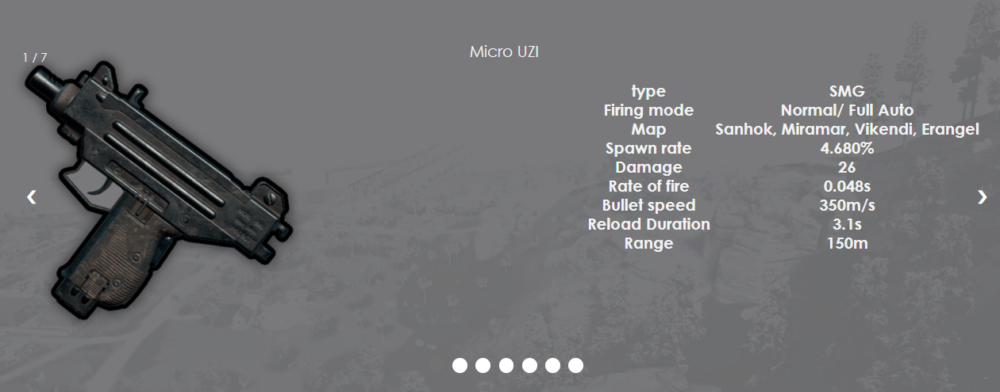 Micro UZI
1 / 7
type SMG
Firing mode Normal/ Full Auto
Map Sanhok, Miramar, Vikendi, Erangel
Spawn rate 4.680%
Damage 26
Rate of fire 0.048s
Bullet speed 350m/s
Reload Duration 3.1s
Range 150m